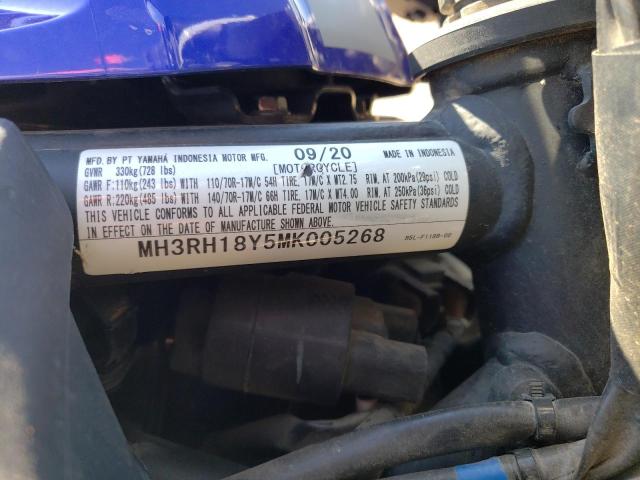 MFD. BY PT YAMAHA INDONESIA MOTOR MFG. 09/20 MADE IN INDONESIA
GVWR 330kg(728 lbs) [MOTORCYCLE]
GAWR F:110kg(243 lbs) WITH 110/70R-17M/C 54H TIRE, 17M/C X MT2.75 RIM, AT 200kPa(29psi) COLD
GAWR R:220kg(485 lbs) WITH 140/70R-17M/C 66H TIRE, 17M/C X MT4.00 RIM, AT 250kPa(36psi) COLD
THIS VEHICLE CONFORMS TO ALL APPLICABLE FEDERAL MOTOR VEHICLE SAFETY STANDARDS
IN EFFECT ON THE DATE OF MANUFACTURE SHOWN ABOVE.
MH3RH18Y5MK005268 B5L-F118B-00